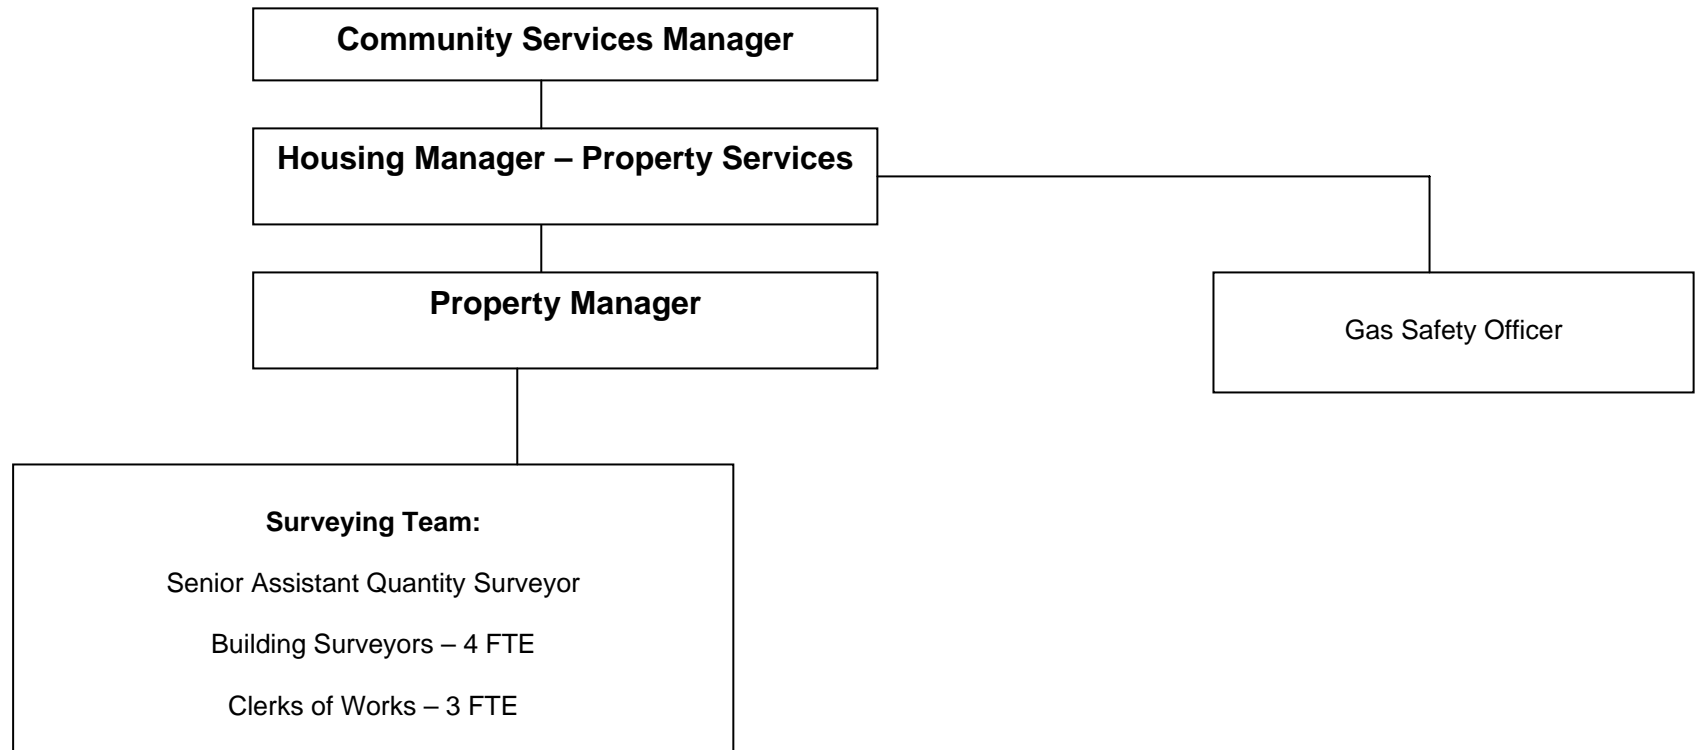 Community Services Manager
Housing Manager – Property Services
Property Manager
Gas Safety Officer
Surveying Team:
Senior Assistant Quantity Surveyor
Building Surveyors – 4 FTE
Clerks of Works – 3 FTE